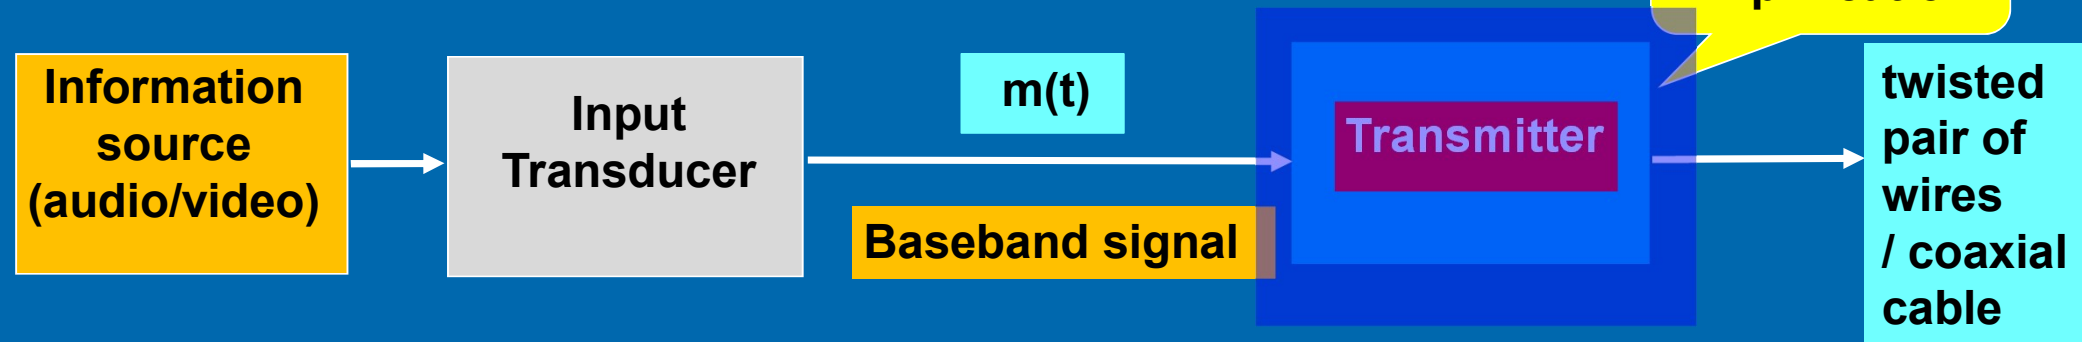 Information
source
(audio/video)
Input
Transducer
m(t)
Baseband signal
Transmitter
twisted
pair of
wires
/ coaxial
cable